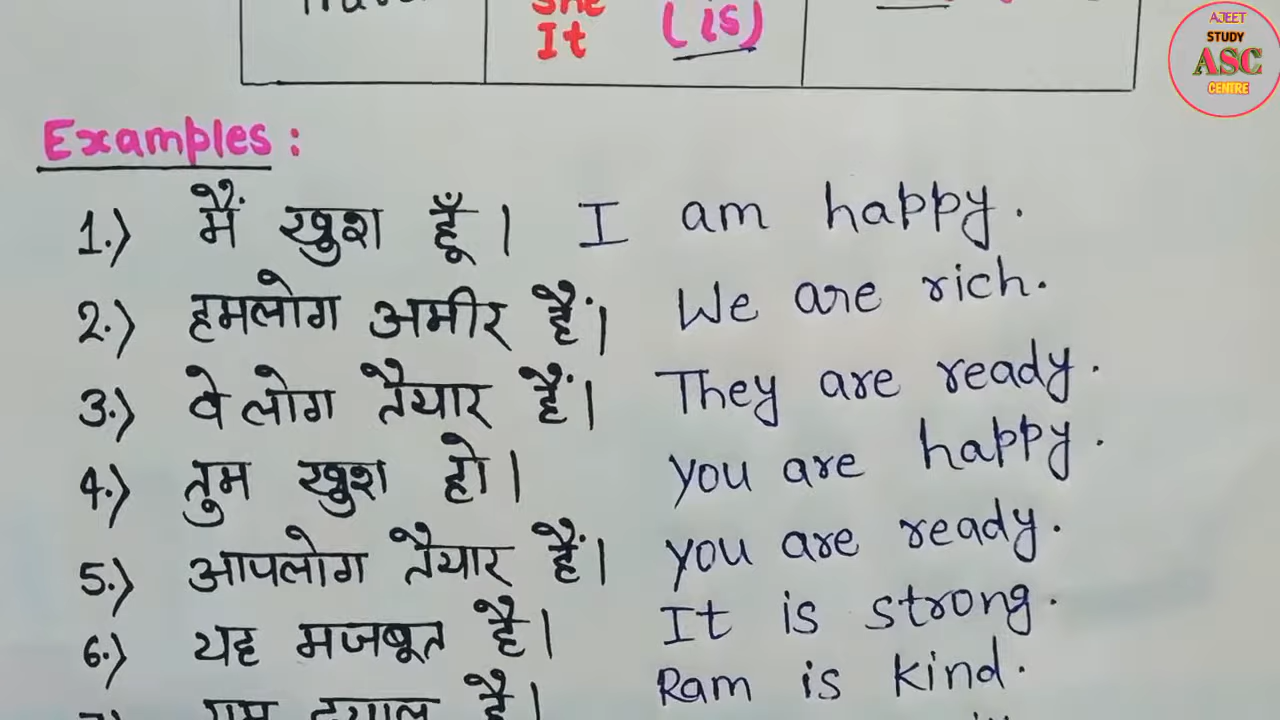 She
It (is)
AJEET
STUDY
ASC
CENTRE
Examples:
1.) मैं खुश हूँ। I am happy.
2.) हमलोग अमीर हैं। We are rich.
3.) वे लोग तैयार हैं। They are ready.
4.) तुम खुश हो। you are happy.
5.) आपलोग तैयार हैं। you are ready.
6.) यह मजबूत है। It is strong.
Ram is kind.